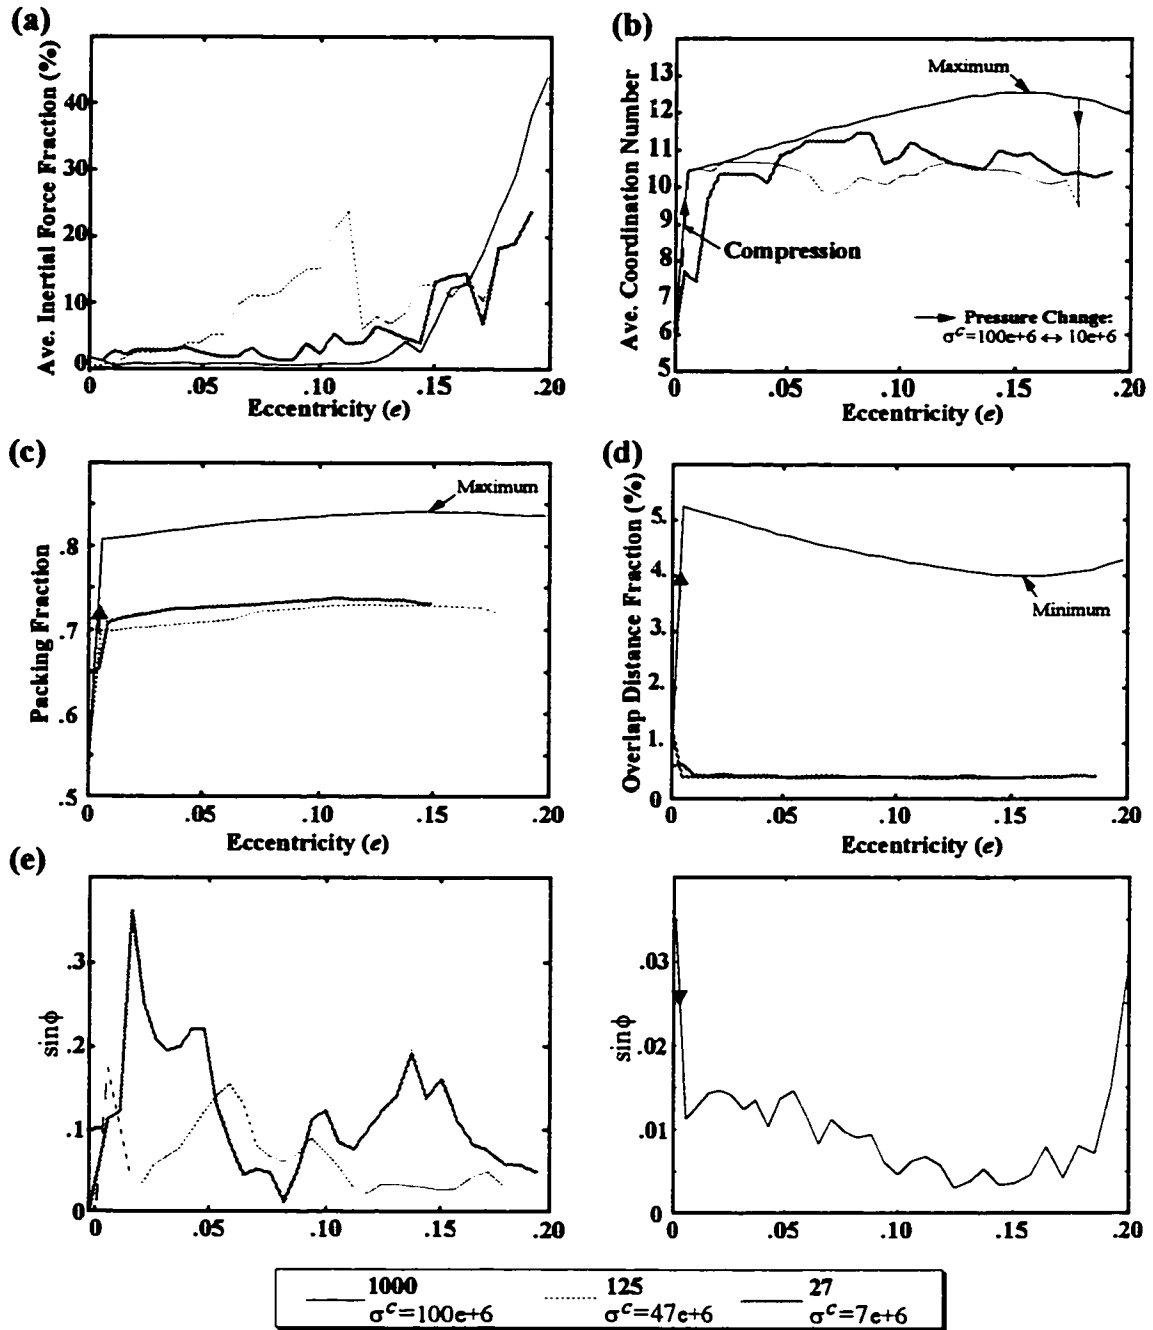 (a)
Ave. Inertial Force Fraction (%)
40
30
20
10
0
0 .05 .10 .15 .20
Eccentricity (e)
(b)
Ave. Coordination Number
13
12
11
10
9
8
7
6
5
Maximum
Compression
Pressure Change:
σᶜ=100e+6 ↔ 10e+6
0 .05 .10 .15 .20
Eccentricity (e)
(c)
Packing Fraction
.8
.7
.6
.5
Maximum
0 .05 .10 .15 .20
Eccentricity (e)
(d)
Overlap Distance Fraction (%)
5.
4.
3.
2.
1.
0
Minimum
0 .05 .10 .15 .20
Eccentricity (e)
(e)
sinϕ
.3
.2
.1
0
0 .05 .10 .15 .20
sinϕ
.03
.02
.01
0
0 .05 .10 .15 .20
1000 125 27
σᶜ=100e+6 σᶜ=47e+6 σᶜ=7e+6